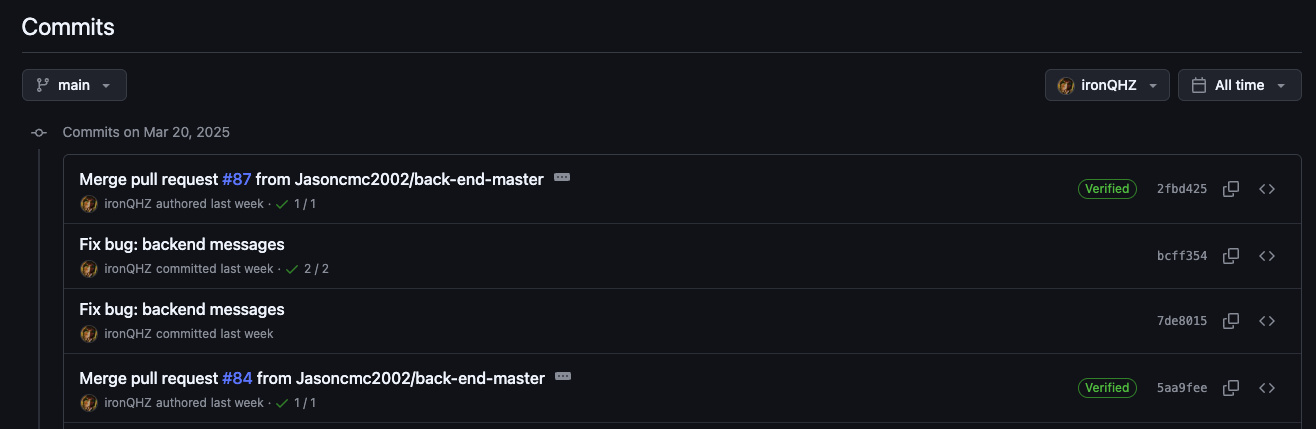 Commits
main
ironQHZ
All time
Commits on Mar 20, 2025
Merge pull request #87 from Jasoncmc2002/back-end-master
ironQHZ authored last week · 1 / 1
Verified
2fbd425
Fix bug: backend messages
ironQHZ committed last week · 2 / 2
bcff354
Fix bug: backend messages
ironQHZ committed last week
7de8015
Merge pull request #84 from Jasoncmc2002/back-end-master
ironQHZ authored last week · 1 / 1
Verified
5aa9fee